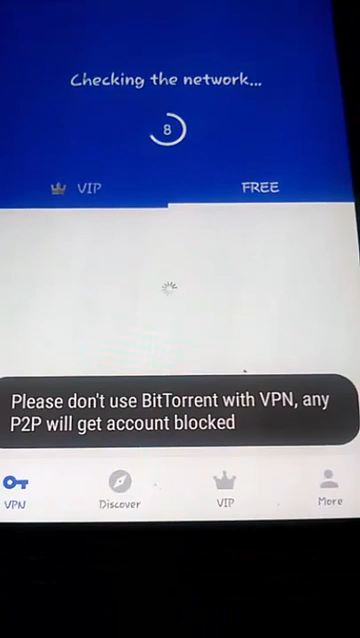 Checking the network...
8
VIP
FREE
Please don't use BitTorrent with VPN, any
P2P will get account blocked
VPN
Discover
VIP
More